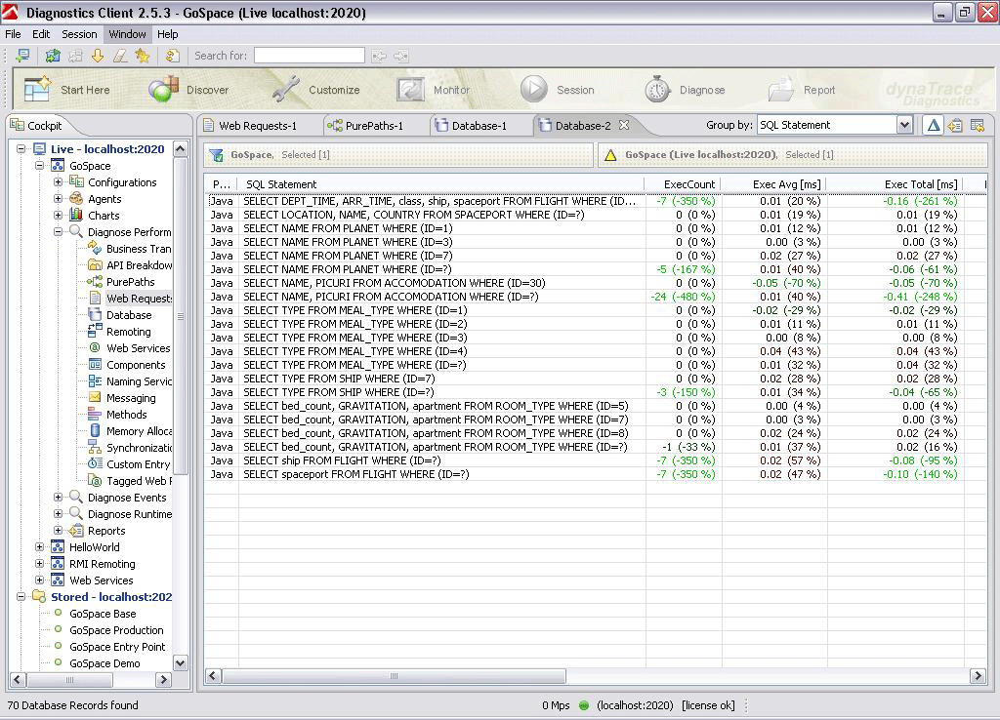 Diagnostics Client 2.5.3 - GoSpace (Live localhost:2020)
File Edit Session Window Help
Search for:
Start Here Discover Customize Monitor Session Diagnose Report dynaTrace Diagnostics
Cockpit Web Requests-1 PurePaths-1 Database-1 Database-2 Group by: SQL Statement
Live - localhost:2020
GoSpace
Configurations
Agents
Charts
Diagnose Perform
Business Tran
API Breakdow
PurePaths
Web Requests
Database
Remoting
Web Services
Components
Naming Servic
Messaging
Methods
Memory Alloca
Synchronizatic
Custom Entry
Tagged Web F
Diagnose Events
Diagnose Runtime
Reports
HelloWorld
RMI Remoting
Web Services
Stored - localhost:202
GoSpace Base
GoSpace Production
GoSpace Entry Point
GoSpace Demo
GoSpace, Selected [1] GoSpace (Live localhost:2020), Selected [1]
P... SQL Statement ExecCount Exec Avg [ms] Exec Total [ms]
Java SELECT DEPT_TIME, ARR_TIME, class, ship, spaceport FROM FLIGHT WHERE (ID... -7 (-350 %) 0.01 (20 %) -0.16 (-261 %)
Java SELECT LOCATION, NAME, COUNTRY FROM SPACEPORT WHERE (ID=?) 0 (0 %) 0.01 (19 %) 0.01 (19 %)
Java SELECT NAME FROM PLANET WHERE (ID=1) 0 (0 %) 0.01 (12 %) 0.01 (12 %)
Java SELECT NAME FROM PLANET WHERE (ID=3) 0 (0 %) 0.00 (3 %) 0.00 (3 %)
Java SELECT NAME FROM PLANET WHERE (ID=7) 0 (0 %) 0.02 (27 %) 0.02 (27 %)
Java SELECT NAME FROM PLANET WHERE (ID=?) -5 (-167 %) 0.01 (40 %) -0.06 (-61 %)
Java SELECT NAME, PICURI FROM ACCOMODATION WHERE (ID=30) 0 (0 %) -0.05 (-70 %) -0.05 (-70 %)
Java SELECT NAME, PICURI FROM ACCOMODATION WHERE (ID=?) -24 (-480 %) 0.01 (40 %) -0.41 (-248 %)
Java SELECT TYPE FROM MEAL_TYPE WHERE (ID=1) 0 (0 %) -0.02 (-29 %) -0.02 (-29 %)
Java SELECT TYPE FROM MEAL_TYPE WHERE (ID=2) 0 (0 %) 0.01 (11 %) 0.01 (11 %)
Java SELECT TYPE FROM MEAL_TYPE WHERE (ID=3) 0 (0 %) 0.00 (8 %) 0.00 (8 %)
Java SELECT TYPE FROM MEAL_TYPE WHERE (ID=4) 0 (0 %) 0.04 (43 %) 0.04 (43 %)
Java SELECT TYPE FROM MEAL_TYPE WHERE (ID=?) 0 (0 %) 0.01 (32 %) 0.04 (32 %)
Java SELECT TYPE FROM SHIP WHERE (ID=7) 0 (0 %) 0.02 (28 %) 0.02 (28 %)
Java SELECT TYPE FROM SHIP WHERE (ID=?) -3 (-150 %) 0.01 (34 %) -0.04 (-65 %)
Java SELECT bed_count, GRAVITATION, apartment FROM ROOM_TYPE WHERE (ID=5) 0 (0 %) 0.00 (4 %) 0.00 (4 %)
Java SELECT bed_count, GRAVITATION, apartment FROM ROOM_TYPE WHERE (ID=7) 0 (0 %) 0.00 (3 %) 0.00 (3 %)
Java SELECT bed_count, GRAVITATION, apartment FROM ROOM_TYPE WHERE (ID=8) 0 (0 %) 0.02 (24 %) 0.02 (24 %)
Java SELECT bed_count, GRAVITATION, apartment FROM ROOM_TYPE WHERE (ID=?) -1 (-33 %) 0.01 (37 %) 0.02 (16 %)
Java SELECT ship FROM FLIGHT WHERE (ID=?) -7 (-350 %) 0.02 (57 %) -0.08 (-95 %)
Java SELECT spaceport FROM FLIGHT WHERE (ID=?) -7 (-350 %) 0.02 (47 %) -0.10 (-140 %)
70 Database Records found 0 Mps (localhost:2020) [license ok]